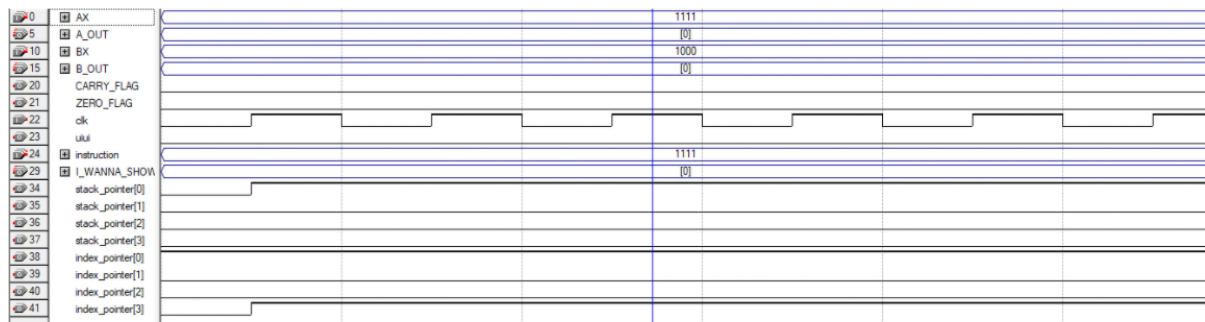 0 AX 1111
5 A_OUT [0]
10 BX 1000
15 B_OUT [0]
20 CARRY_FLAG
21 ZERO_FLAG
22 clk
23 uiui
24 instruction 1111
29 I_WANNA_SHOW [0]
34 stack_pointer[0]
35 stack_pointer[1]
36 stack_pointer[2]
37 stack_pointer[3]
38 index_pointer[0]
39 index_pointer[1]
40 index_pointer[2]
41 index_pointer[3]